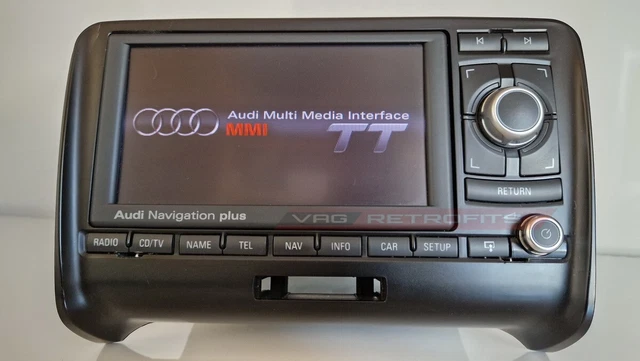 Audi Multi Media Interface
MMI TT
Audi Navigation plus
VAG RETROFITS
RETURN
RADIO CD/TV NAME TEL NAV INFO CAR SETUP